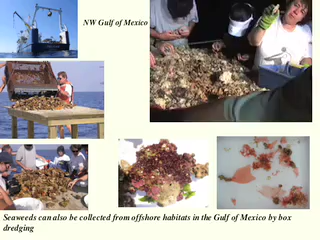 NW Gulf of Mexico
Seaweeds can also be collected from offshore habitats in the Gulf of Mexico by box
dredging